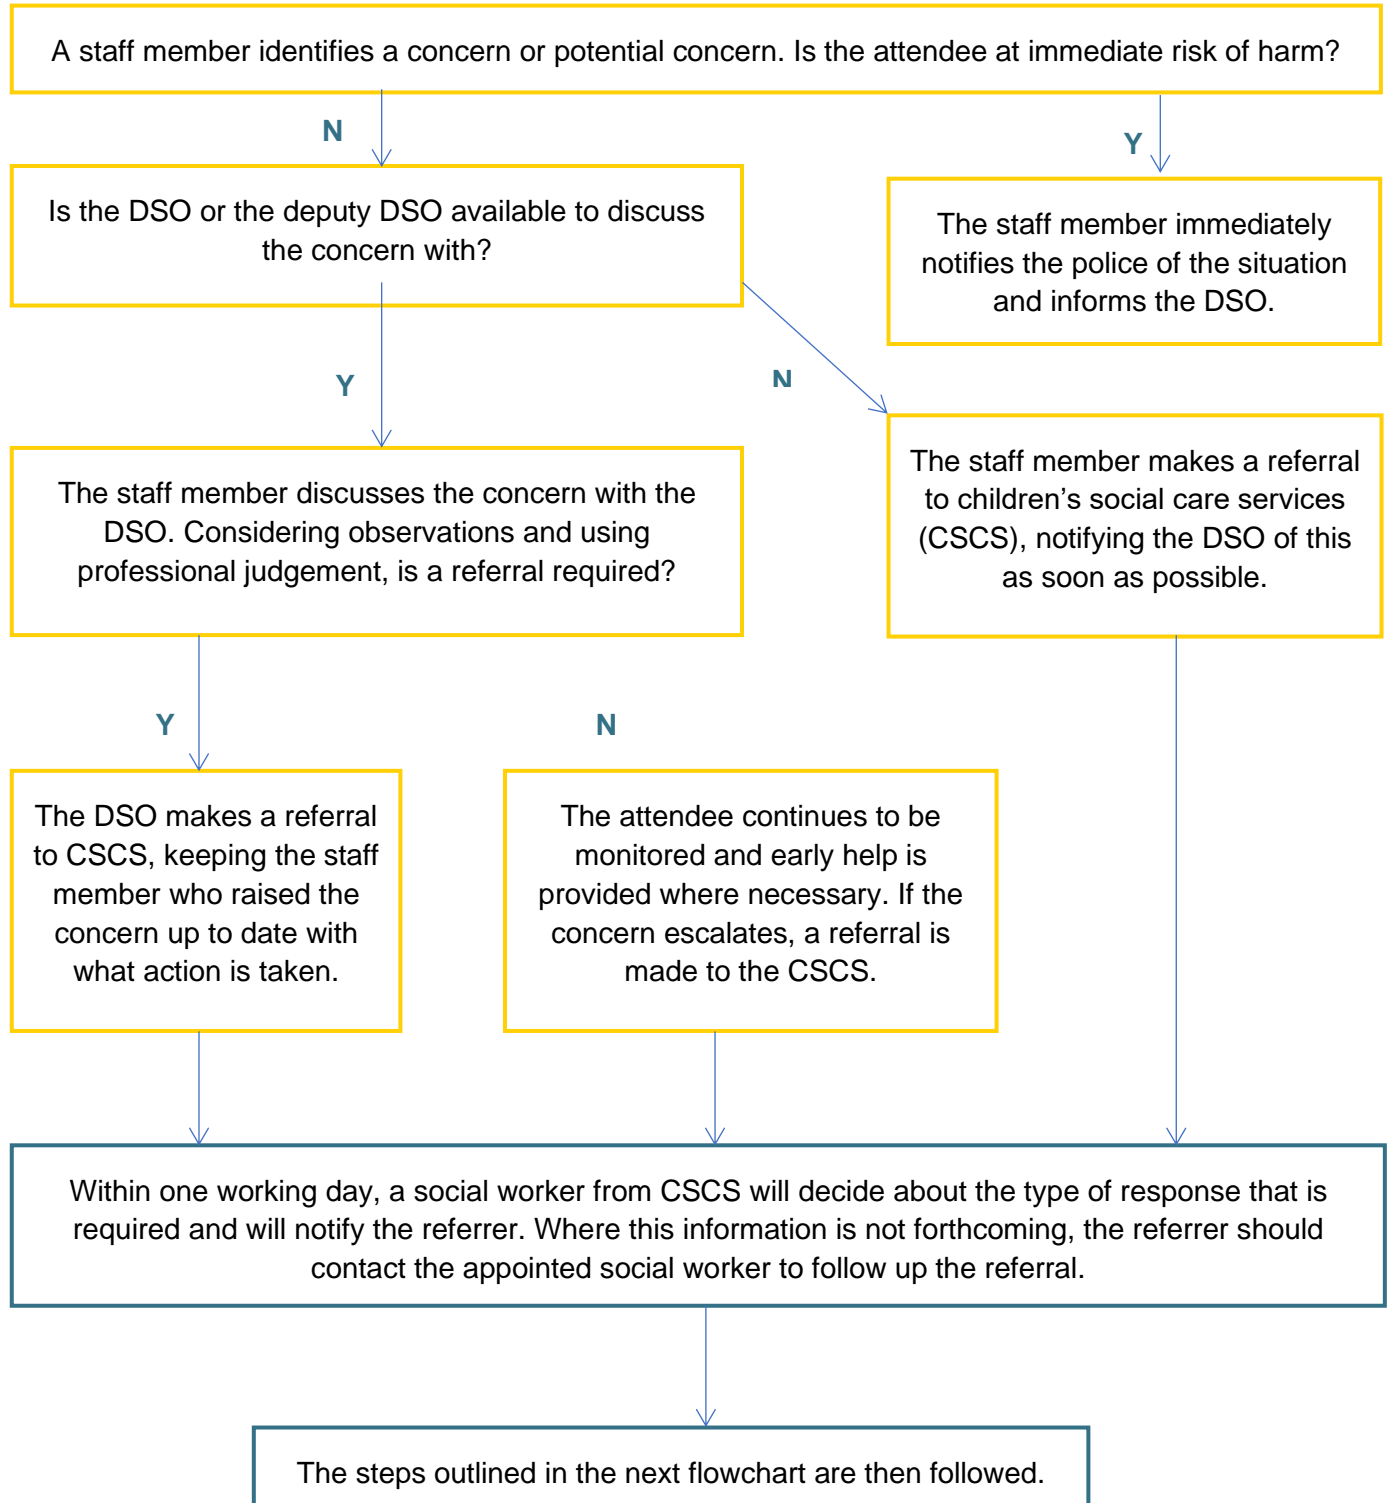 A staff member identifies a concern or potential concern. Is the attendee at immediate risk of harm?
N
Y
Is the DSO or the deputy DSO available to discuss
the concern with?
The staff member immediately
notifies the police of the situation
and informs the DSO.
Y
N
The staff member discusses the concern with the
DSO. Considering observations and using
professional judgement, is a referral required?
The staff member makes a referral
to children’s social care services
(CSCS), notifying the DSO of this
as soon as possible.
Y
N
The DSO makes a referral
to CSCS, keeping the staff
member who raised the
concern up to date with
what action is taken.
The attendee continues to be
monitored and early help is
provided where necessary. If the
concern escalates, a referral is
made to the CSCS.
Within one working day, a social worker from CSCS will decide about the type of response that is
required and will notify the referrer. Where this information is not forthcoming, the referrer should
contact the appointed social worker to follow up the referral.
The steps outlined in the next flowchart are then followed.